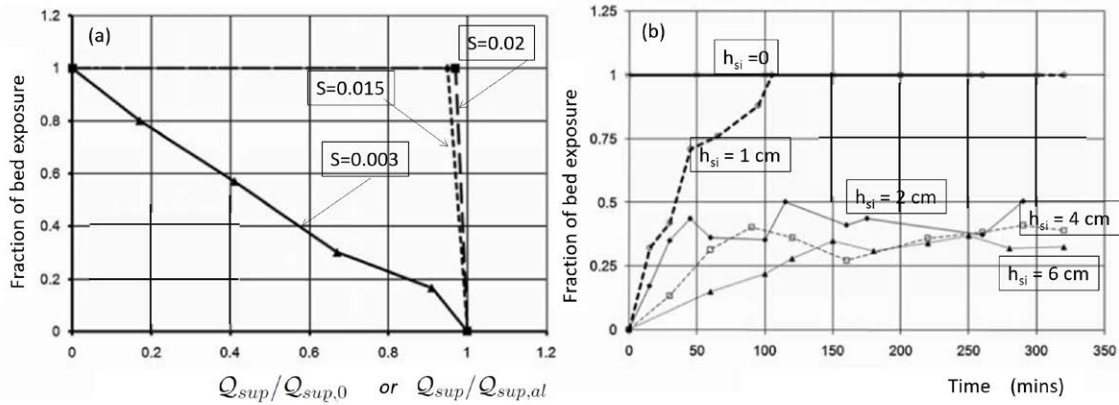 (a)
1.2
1
0.8
0.6
0.4
0.2
0
0 0.2 0.4 0.6 0.8 1 1.2
Fraction of bed exposure
S=0.02
S=0.015
S=0.003
Q_sup/Q_sup,0 or Q_sup/Q_sup,al
(b)
1.25
1
0.75
0.5
0.25
0
0 50 100 150 200 250 300 350
Fraction of bed exposure
h_si =0
h_si = 1 cm
h_si = 2 cm
h_si = 4 cm
h_si = 6 cm
Time (mins)